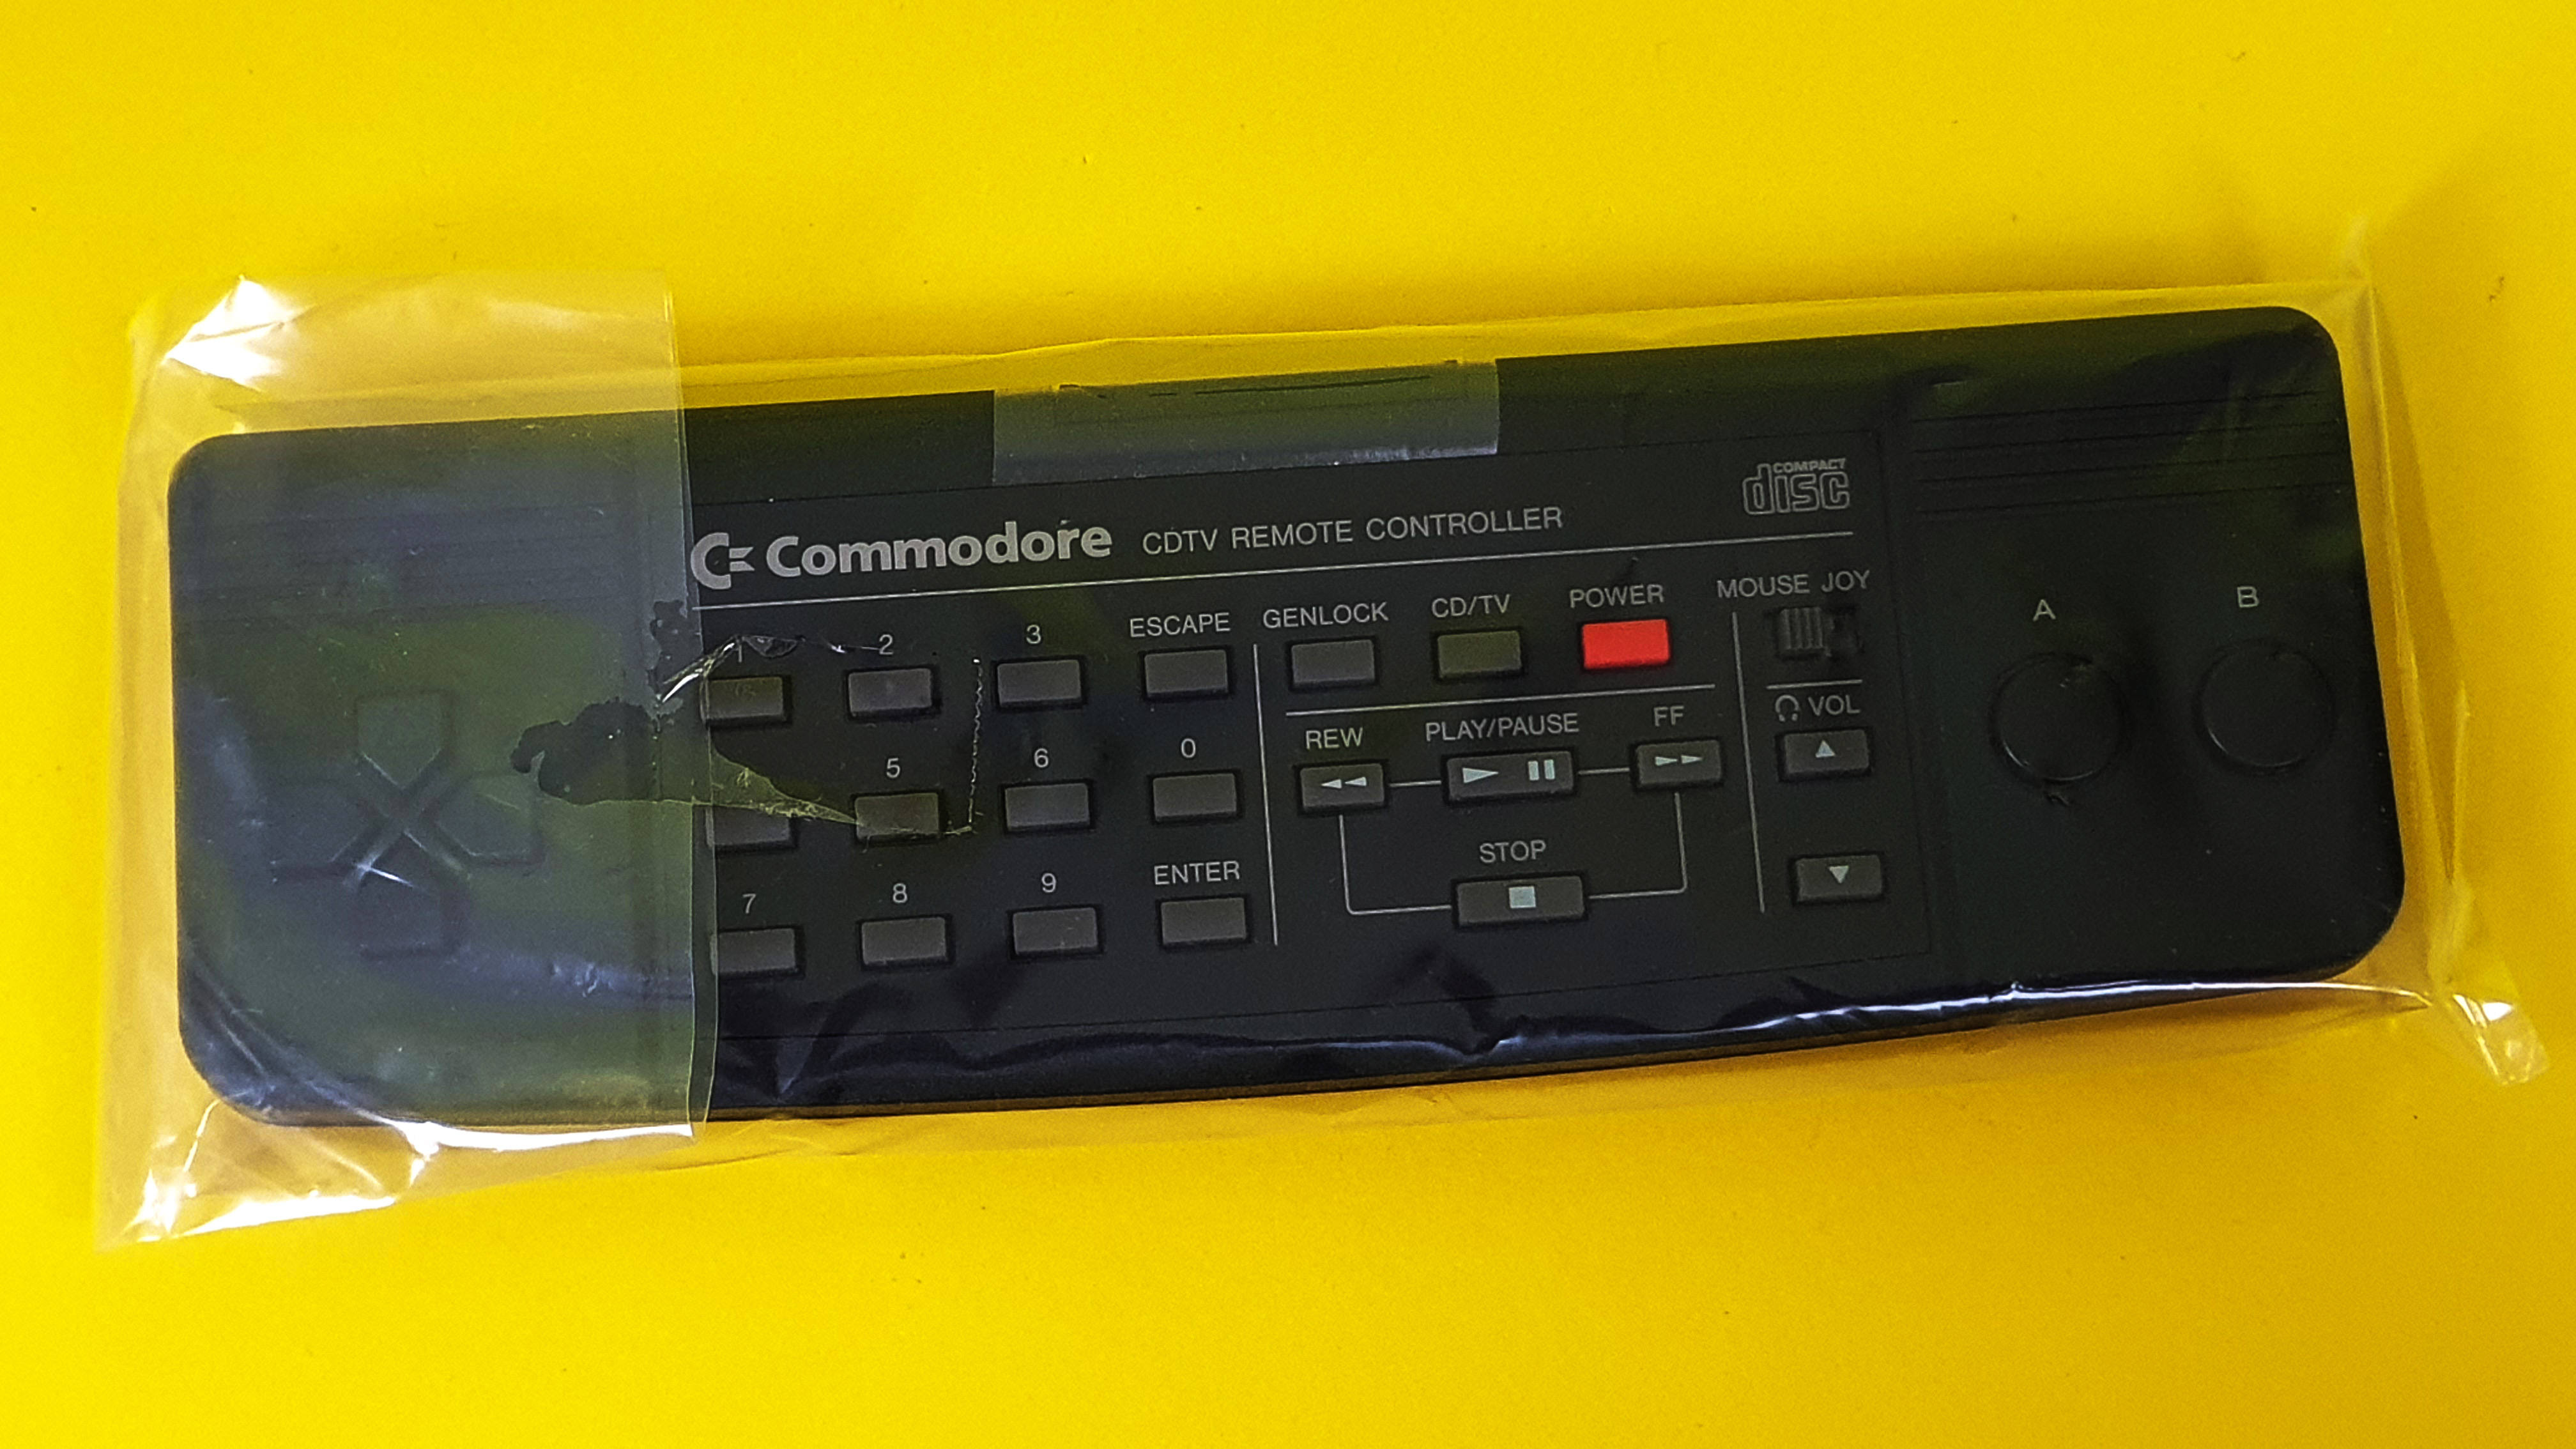 Commodore CDTV REMOTE CONTROLLER
COMPACT
disc
1 2 3 ESCAPE GENLOCK CD/TV POWER MOUSE JOY
A B
5 6 0 REW PLAY/PAUSE FF VOL
7 8 9 ENTER STOP